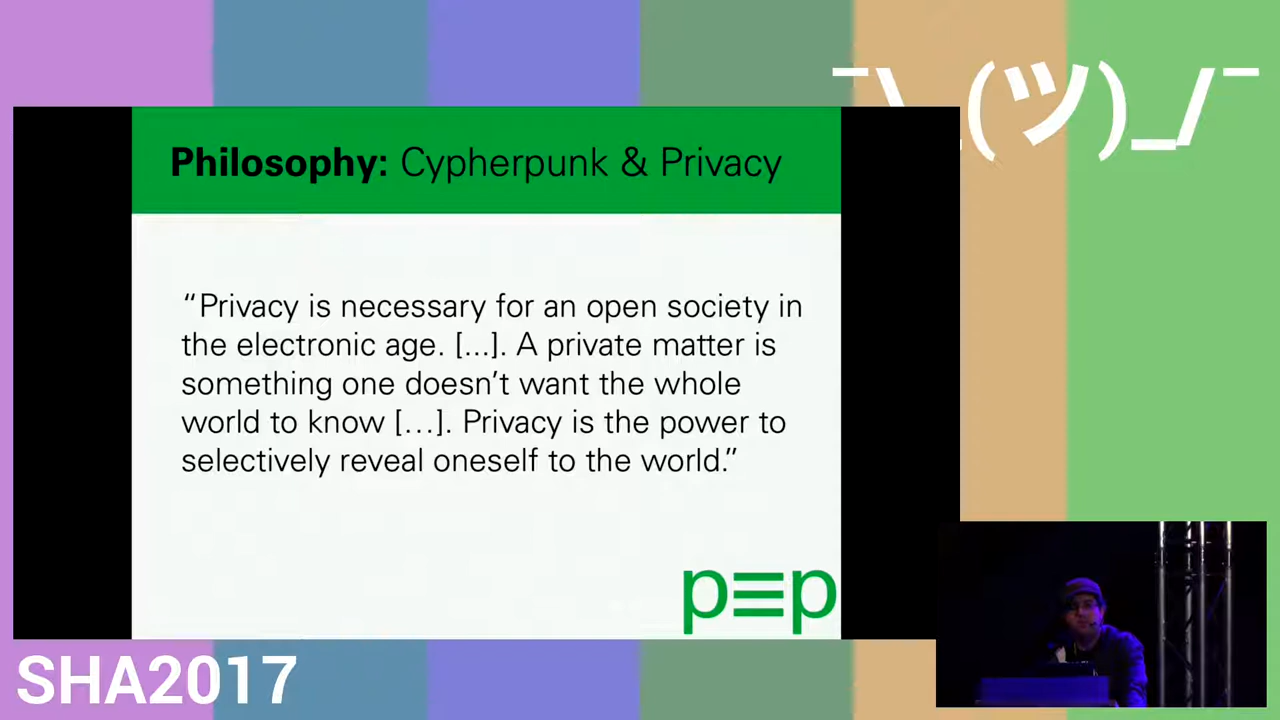 ¯\_(ツ)_/¯
Philosophy: Cypherpunk & Privacy
“Privacy is necessary for an open society in
the electronic age. [...]. A private matter is
something one doesn’t want the whole
world to know [...]. Privacy is the power to
selectively reveal oneself to the world.”
p≡p
SHA2017